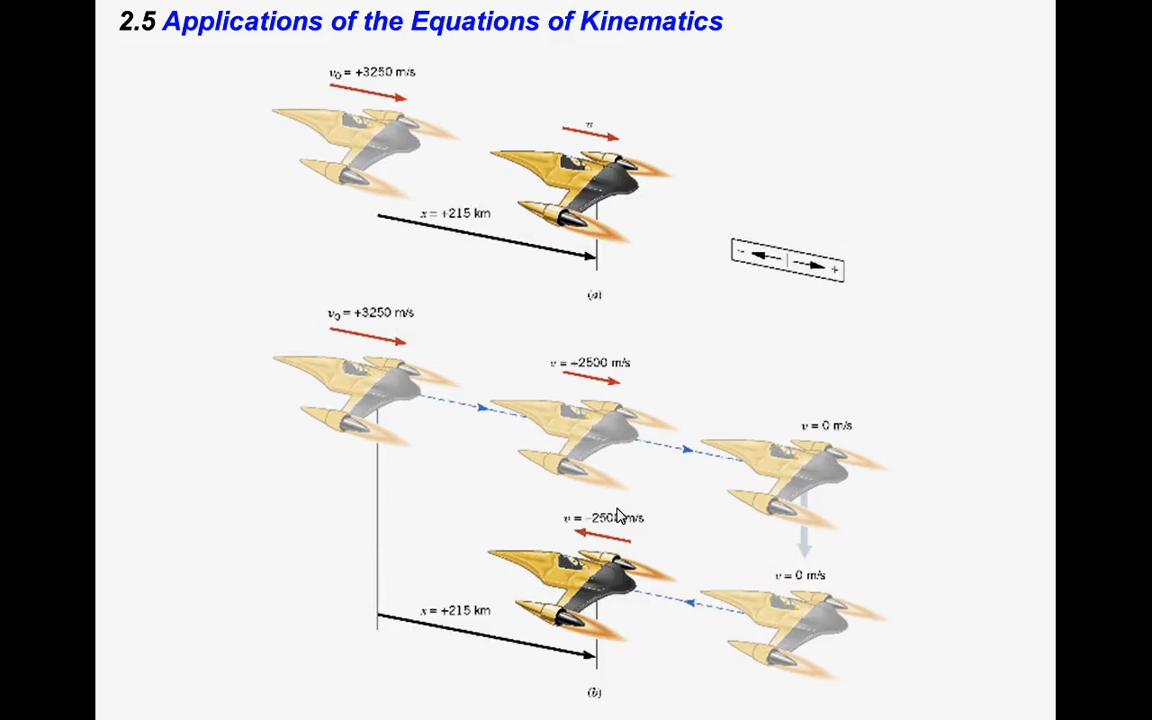 2.5 Applications of the Equations of Kinematics
v₀ = +3250 m/s
v
x = +215 km
- +
(a)
v₀ = +3250 m/s
v = +2500 m/s
v = 0 m/s
v = -2500 m/s
v = 0 m/s
x = +215 km
(b)